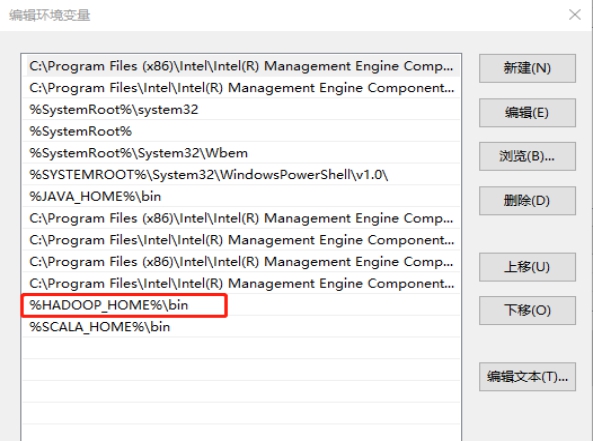 编辑环境变量
C:\Program Files (x86)\Intel\Intel(R) Management Engine Comp...
新建(N)
C:\Program Files\Intel\Intel(R) Management Engine Component...
%SystemRoot%\system32
编辑(E)
%SystemRoot%
%SystemRoot%\System32\Wbem
浏览(B)...
%SYSTEMROOT%\System32\WindowsPowerShell\v1.0\
%JAVA_HOME%\bin
删除(D)
C:\Program Files (x86)\Intel\Intel(R) Management Engine Comp...
C:\Program Files\Intel\Intel(R) Management Engine Component...
C:\Program Files (x86)\Intel\Intel(R) Management Engine Comp...
上移(U)
C:\Program Files\Intel\Intel(R) Management Engine Component...
%HADOOP_HOME%\bin
下移(O)
%SCALA_HOME%\bin
编辑文本(T)...